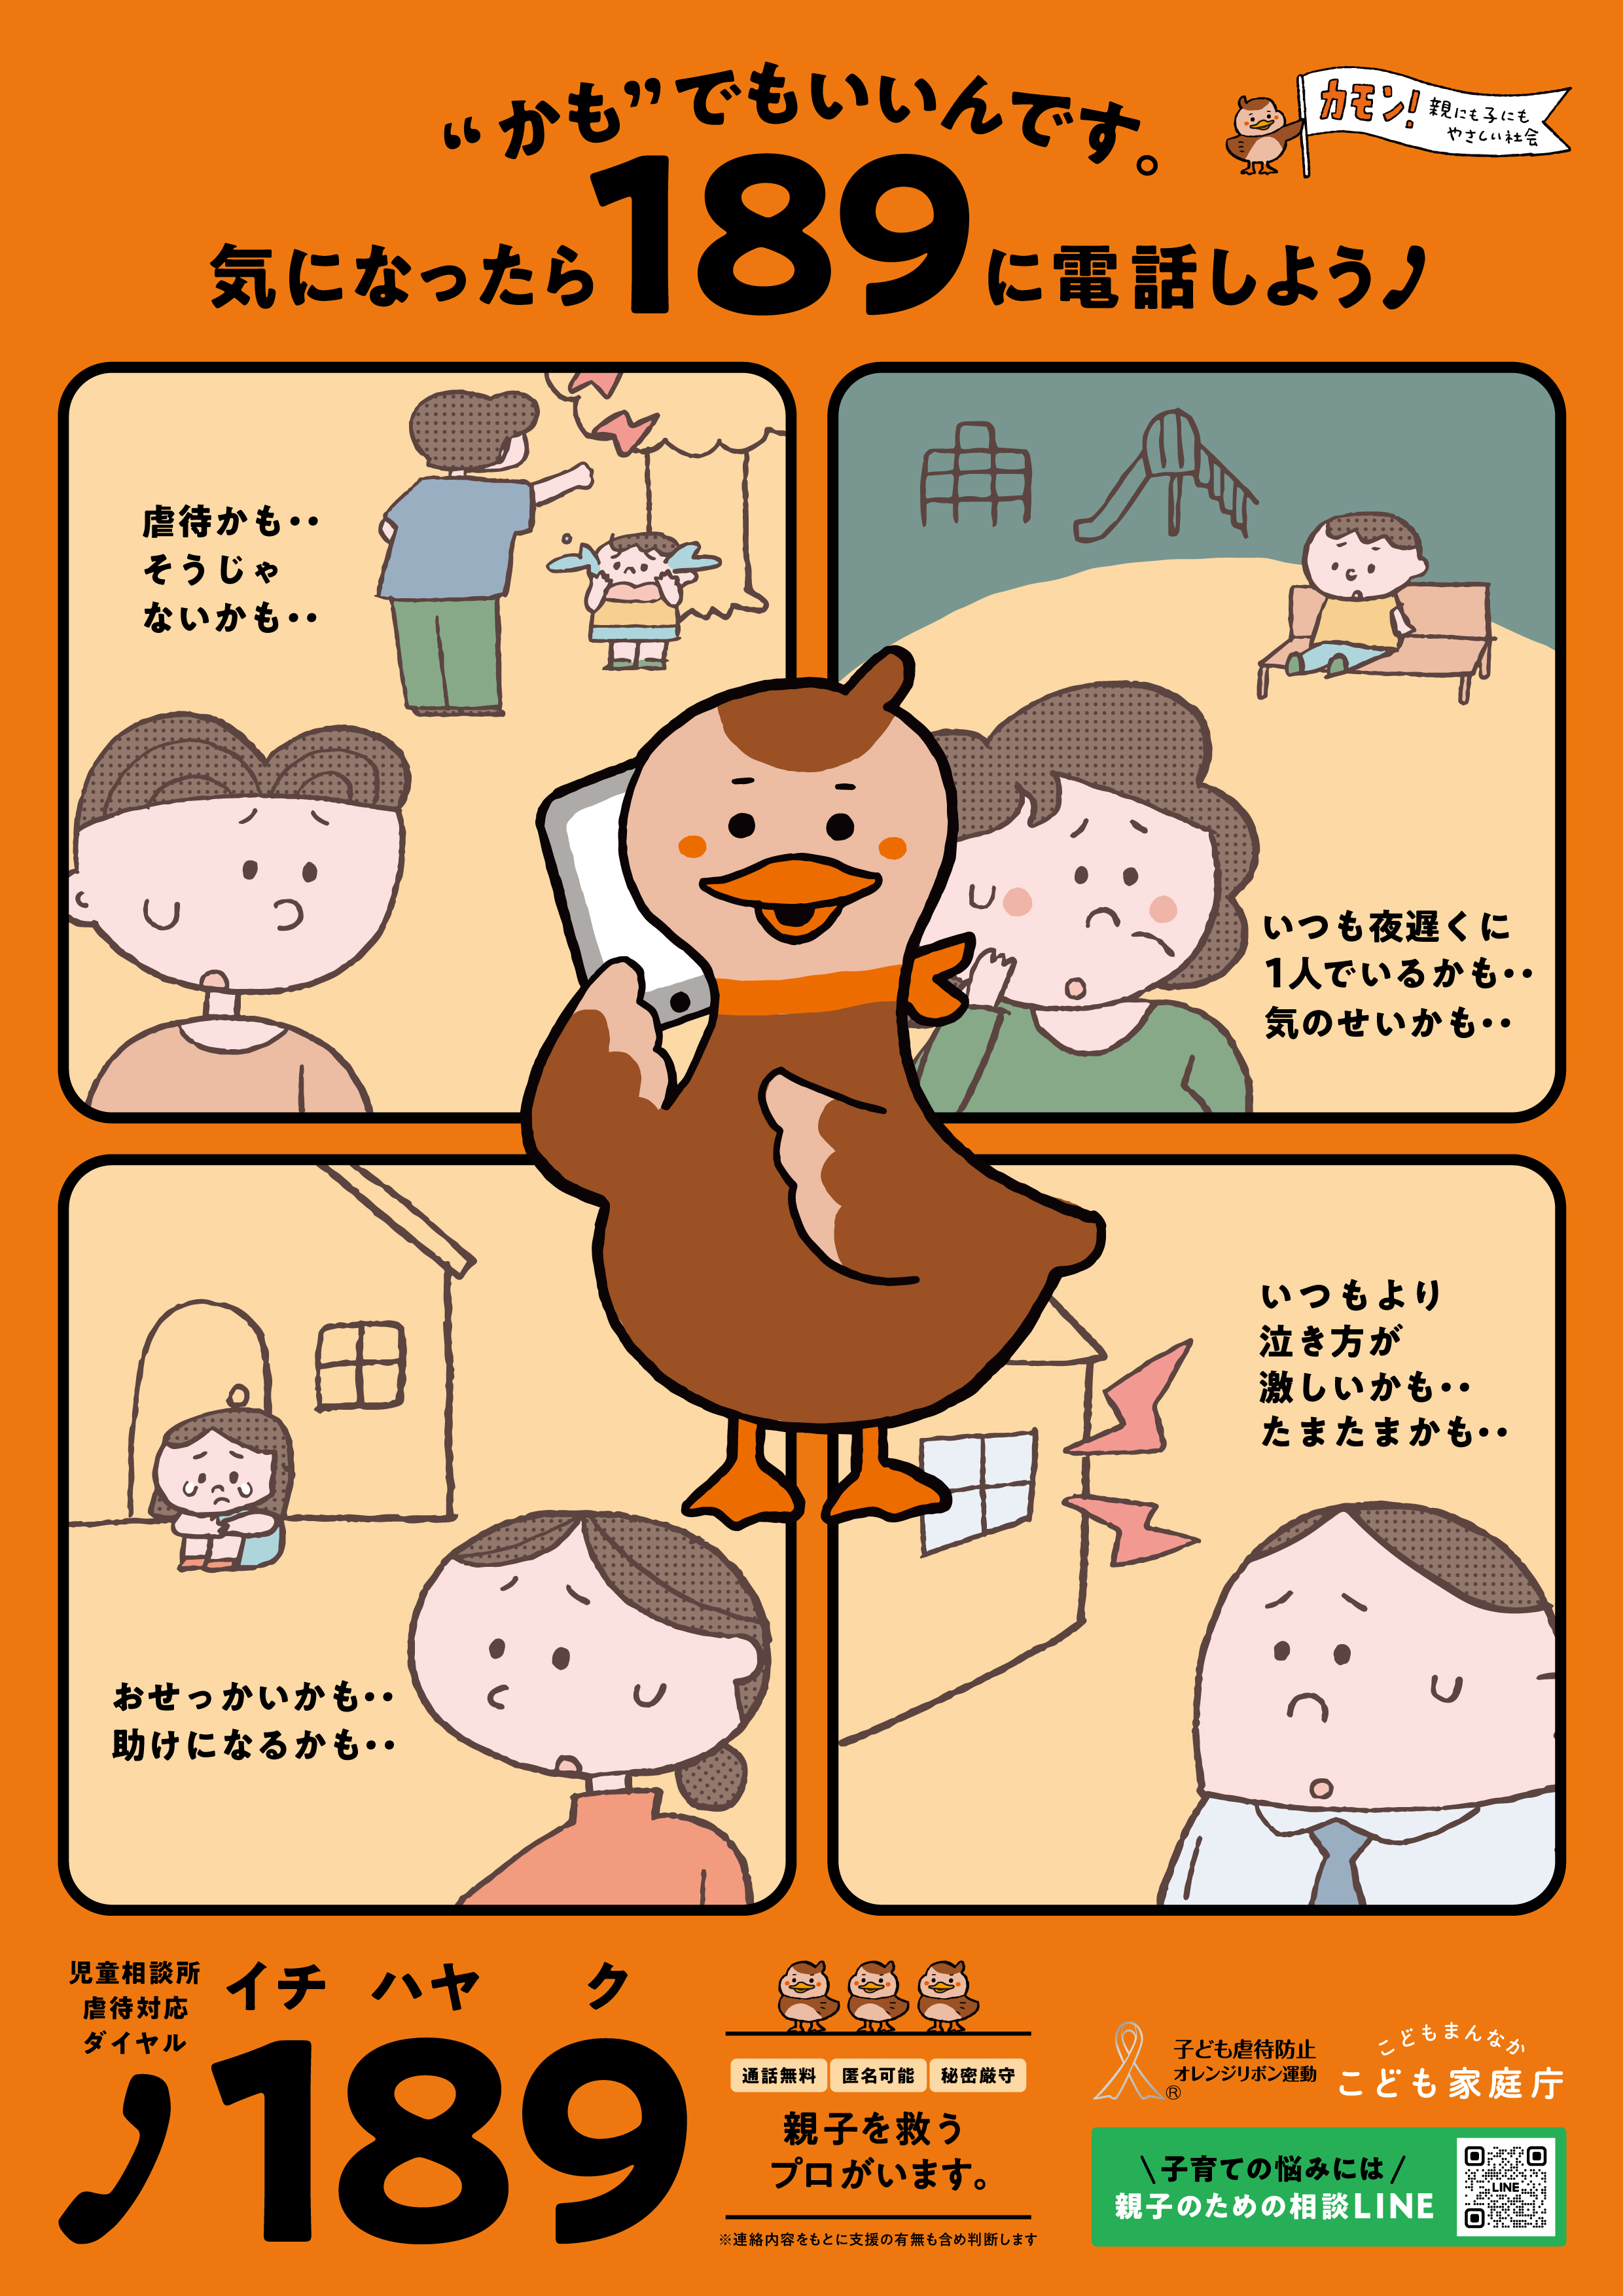 “かも”でもいいんです。
気になったら189に電話しよう
カモン!
親にも子にも
やさしい社会
虐待かも‥
そうじゃ
ないかも‥
いつも夜遅くに
1人でいるかも‥
気のせいかも‥
おせっかいかも‥
助けになるかも‥
いつもより
泣き方が
激しいかも‥
たまたまかも‥
児童相談所
虐待対応
ダイヤル
イチ ハヤ ク
189
通話無料 匿名可能 秘密厳守
親子を救う
プロがいます。
※連絡内容をもとに支援の有無も含め判断します
子ども虐待防止
オレンジリボン運動
®
こどもまんなか
こども家庭庁
\子育ての悩みには/
親子のための相談LINE
LINE